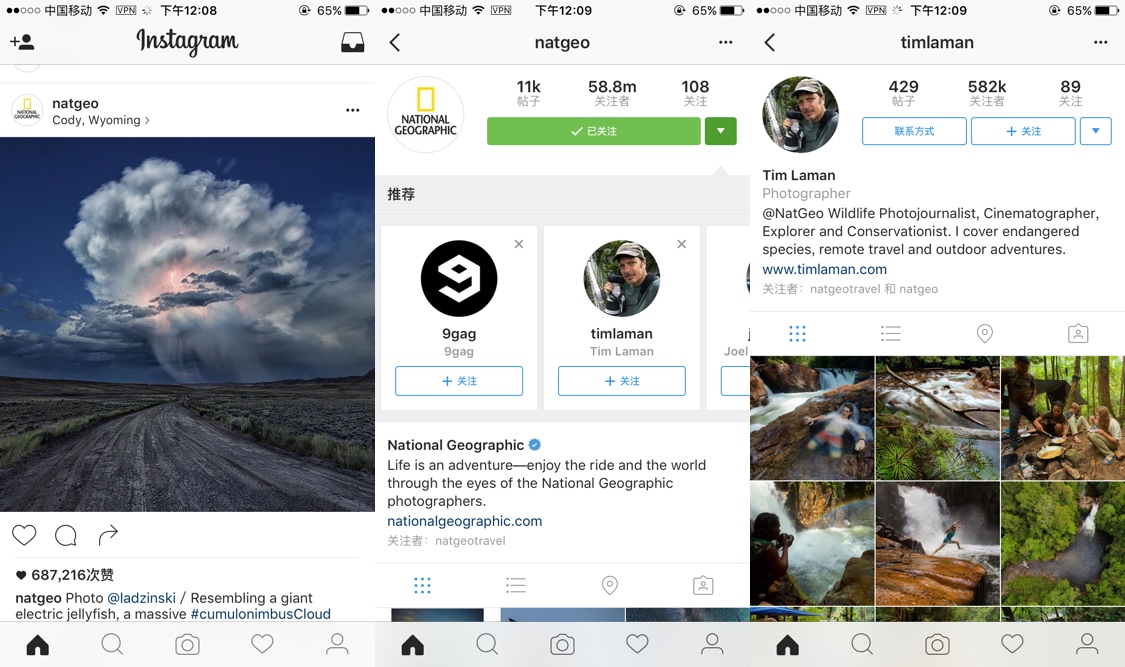 中国移动 VPN 下午12:08 65%
Instagram
NATIONAL
GEOGRAPHIC
natgeo
Cody, Wyoming
687,216次赞
natgeo Photo @ladzinski / Resembling a giant
electric jellyfish, a massive #cumulonimbusCloud
中国移动 VPN 下午12:09 65%
natgeo
NATIONAL
GEOGRAPHIC
11k 58.8m 108
帖子 关注者 关注
已关注
推荐
9gag
9gag
+ 关注
timlaman
Tim Laman
+ 关注
j
Joel
National Geographic
Life is an adventure—enjoy the ride and the world
through the eyes of the National Geographic
photographers.
nationalgeographic.com
关注者： natgeotravel
中国移动 VPN 下午12:09 65%
timlaman
429 582k 89
帖子 关注者 关注
联系方式 + 关注
Tim Laman
Photographer
@NatGeo Wildlife Photojournalist, Cinematographer,
Explorer and Conservationist. I cover endangered
species, remote travel and outdoor adventures.
www.timlaman.com
关注者： natgeotravel 和 natgeo